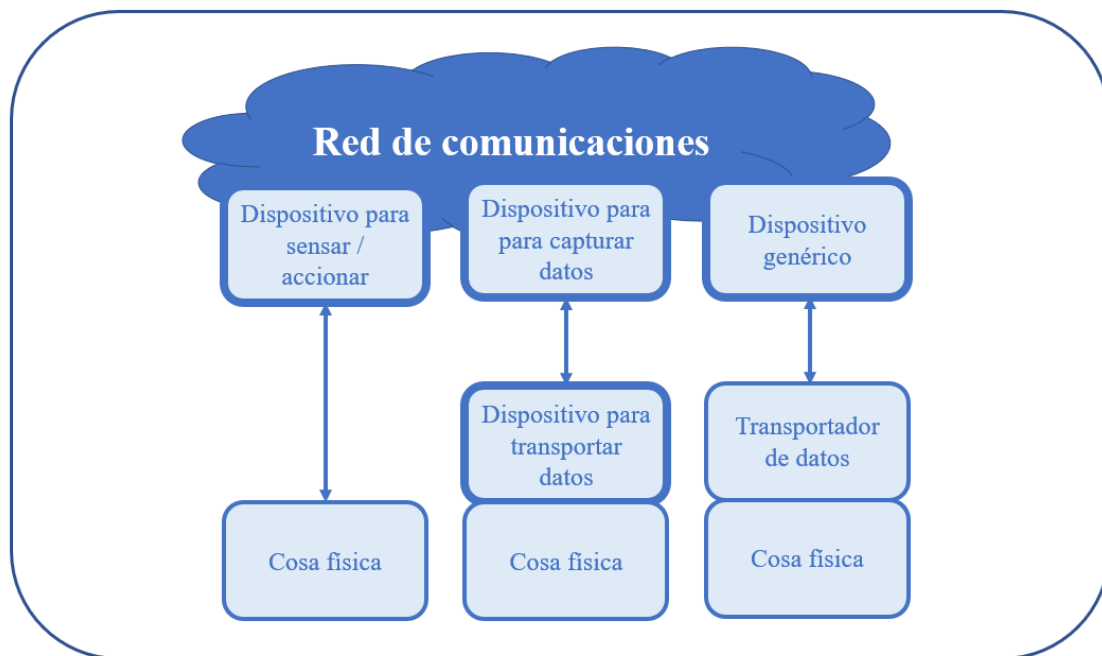 Red de comunicaciones
Dispositivo para
sensar /
accionar
Dispositivo para
para capturar
datos
Dispositivo
genérico
Dispositivo para
transportar
datos
Transportador
de datos
Cosa física
Cosa física
Cosa física